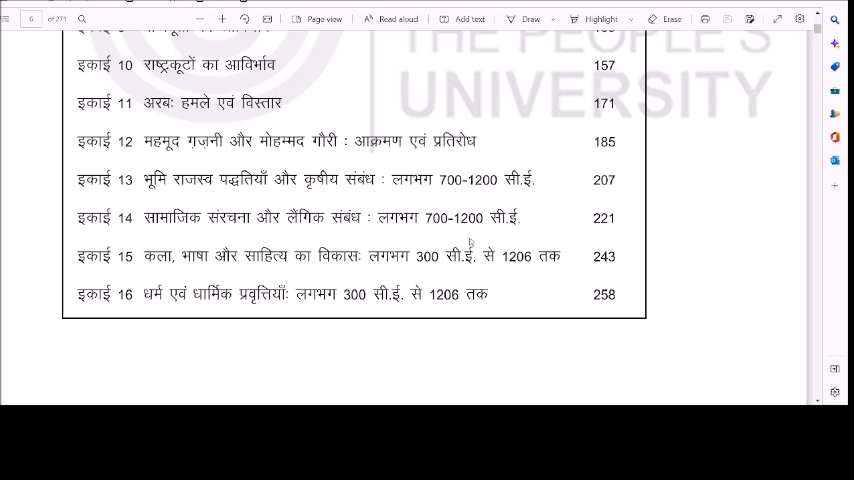 6 of 271 Page view Read aloud Add text Draw Highlight Erase
THE PEOPLE'S
UNIVERSITY
इकाई 10 राष्ट्रकूटों का आविर्भाव 157
इकाई 11 अरबः हमले एवं विस्तार 171
इकाई 12 महमूद ग़ज़नी और मोहम्मद गौरी : आक्रमण एवं प्रतिरोध 185
इकाई 13 भूमि राजस्व पद्धतियाँ और कृषीय संबंध : लगभग 700-1200 सी.ई. 207
इकाई 14 सामाजिक संरचना और लैंगिक संबंध : लगभग 700-1200 सी.ई. 221
इकाई 15 कला, भाषा और साहित्य का विकासः लगभग 300 सी.ई. से 1206 तक 243
इकाई 16 धर्म एवं धार्मिक प्रवृत्तियाँः लगभग 300 सी.ई. से 1206 तक 258